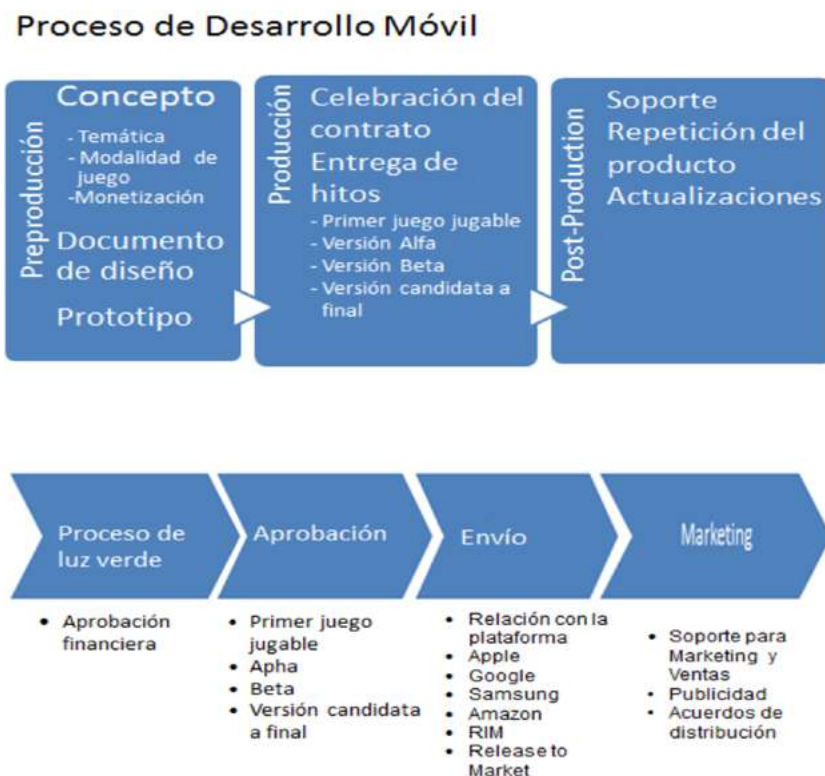 Proceso de Desarrollo Móvil
Preproducción
Concepto
- Temática
- Modalidad de
juego
-Monetización
Documento
de diseño
Prototipo
Producción
Celebración del
contrato
Entrega de
hitos
- Primer juego jugable
- Versión Alfa
- Versión Beta
- Versión candidata a
final
Post-Production
Soporte
Repetición del
producto
Actualizaciones
Proceso de
luz verde
• Aprobación
financiera
Aprobación
• Primer juego
jugable
• Apha
• Beta
• Versión candidata
a final
Envío
• Relación con la
plataforma
• Apple
• Google
• Samsung
• Amazon
• RIM
• Release to
Market
Marketing
• Soporte para
Marketing y
Ventas
• Publicidad
• Acuerdos de
distribución